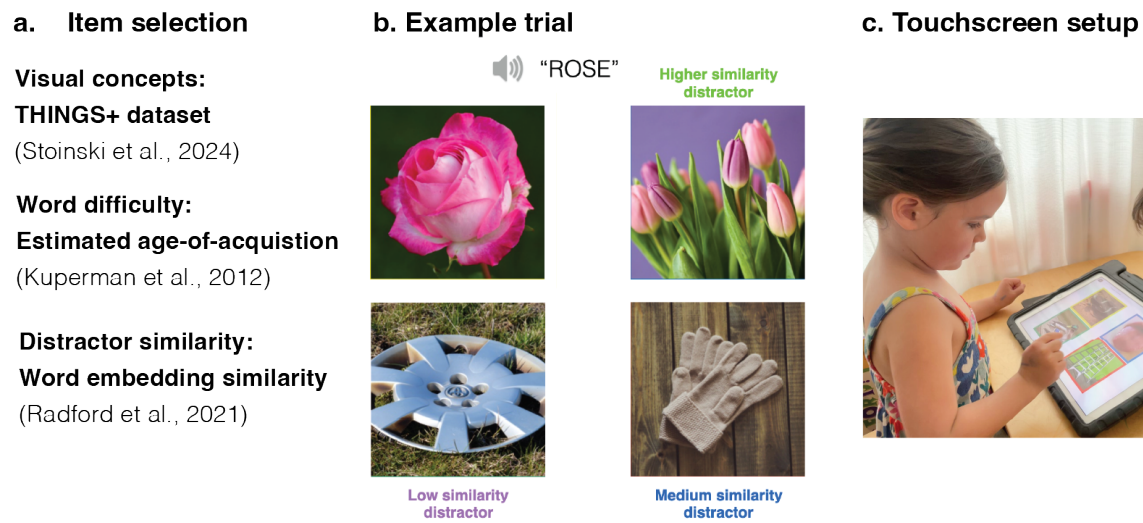 a. Item selection
Visual concepts:
THINGS+ dataset
(Stoinski et al., 2024)
Word difficulty:
Estimated age-of-acquistion
(Kuperman et al., 2012)
Distractor similarity:
Word embedding similarity
(Radford et al., 2021)
b. Example trial
“ROSE”
Higher similarity
distractor
Low similarity
distractor
Medium similarity
distractor
c. Touchscreen setup